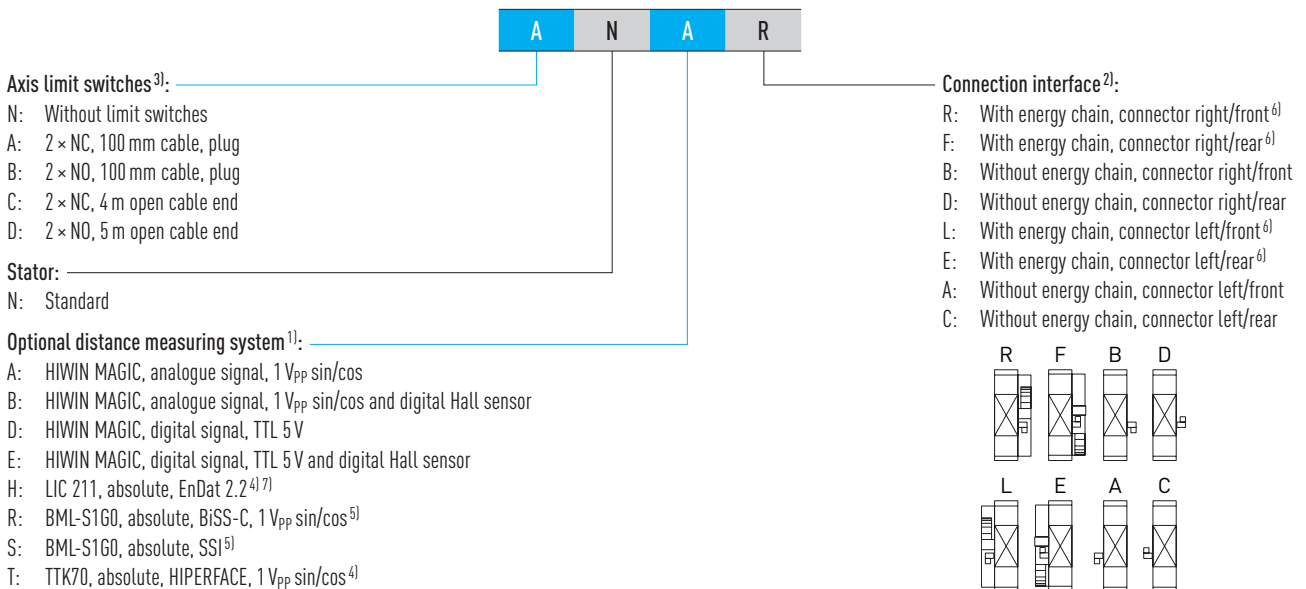 A N A R
Axis limit switches 3):
N: Without limit switches
A: 2 × NC, 100 mm cable, plug
B: 2 × NO, 100 mm cable, plug
C: 2 × NC, 4 m open cable end
D: 2 × NO, 5 m open cable end
Stator:
N: Standard
Optional distance measuring system 1):
A: HIWIN MAGIC, analogue signal, 1 VPP sin/cos
B: HIWIN MAGIC, analogue signal, 1 VPP sin/cos and digital Hall sensor
D: HIWIN MAGIC, digital signal, TTL 5 V
E: HIWIN MAGIC, digital signal, TTL 5 V and digital Hall sensor
H: LIC 211, absolute, EnDat 2.2 4) 7)
R: BML-S1G0, absolute, BiSS-C, 1 VPP sin/cos 5)
S: BML-S1G0, absolute, SSI 5)
T: TTK70, absolute, HIPERFACE, 1 VPP sin/cos 4)
Connection interface 2):
R: With energy chain, connector right/front 6)
F: With energy chain, connector right/rear 6)
B: Without energy chain, connector right/front
D: Without energy chain, connector right/rear
L: With energy chain, connector left/front 6)
E: With energy chain, connector left/rear 6)
A: Without energy chain, connector left/front
C: Without energy chain, connector left/rear
R F B D
L E A C